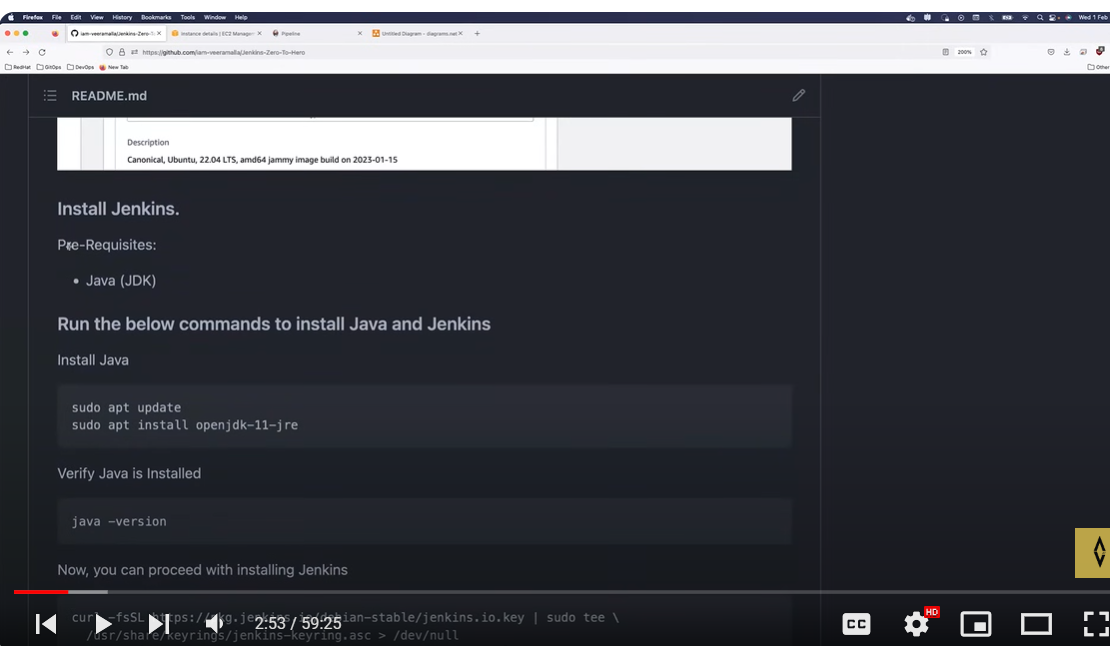 Firefox File Edit View History Bookmarks Tools Window Help
Wed 1 Feb
iam-veeramalla/Jenkins-Zero-T
Instance details | EC2 Manage
Pipeline
Untitled Diagram - diagrams.net
https://github.com/iam-veeramalla/Jenkins-Zero-To-Hero
200%
RedHat GitOps DevOps New Tab
Other
README.md
Description
Canonical, Ubuntu, 22.04 LTS, amd64 jammy image build on 2023-01-15
Install Jenkins.
Pre-Requisites:
Java (JDK)
Run the below commands to install Java and Jenkins
Install Java
sudo apt update
sudo apt install openjdk-11-jre
Verify Java is Installed
java -version
Now, you can proceed with installing Jenkins
curl -fsSL https://pkg.jenkins.io/debian-stable/jenkins.io.key | sudo tee \
/usr/share/keyrings/jenkins-keyring.asc > /dev/null
2:53 / 59:25
CC
HD